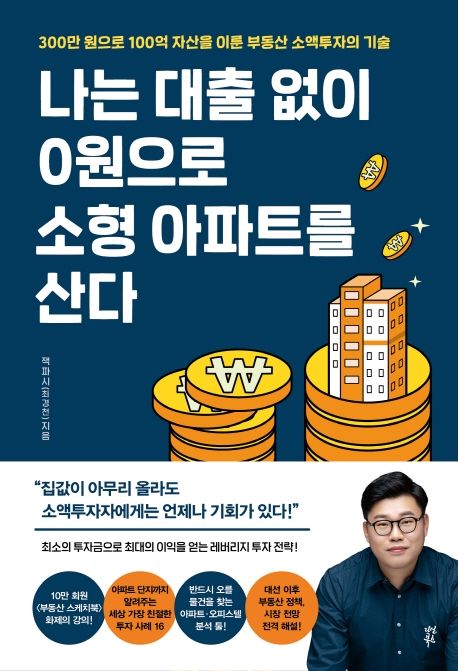 300만 원으로 100억 자산을 이룬 부동산 소액투자의 기술
나는 대출 없이
0원으로
소형 아파트를
산다
잭파시(최경천) 지음
₩
₩
₩
₩
“집값이 아무리 올라도
소액투자자에게는 언제나 기회가 있다!”
최소의 투자금으로 최대의 이익을 얻는 레버리지 투자 전략!
10만 회원
〈부동산 스케치북〉
화제의 강의!
아파트 단지까지
알려주는
세상 가장 친절한
투자 사례 16
반드시 오를
물건을 찾는
아파트·오피스텔
분석 툴!
대선 이후
부동산 정책,
시장 전망
전격 해설!